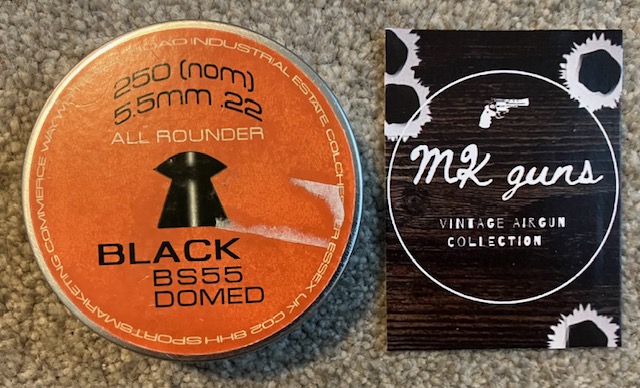 250 (nom)
5.5mm .22
ALL ROUNDER
BLACK
BS55
DOMED
SPORTSMARKETING COMMERCE WAY
ROAD INDUSTRIAL ESTATE COLCHESTER ESSEX UK CO2 8HH
MK guns
VINTAGE AIRGUN
COLLECTION